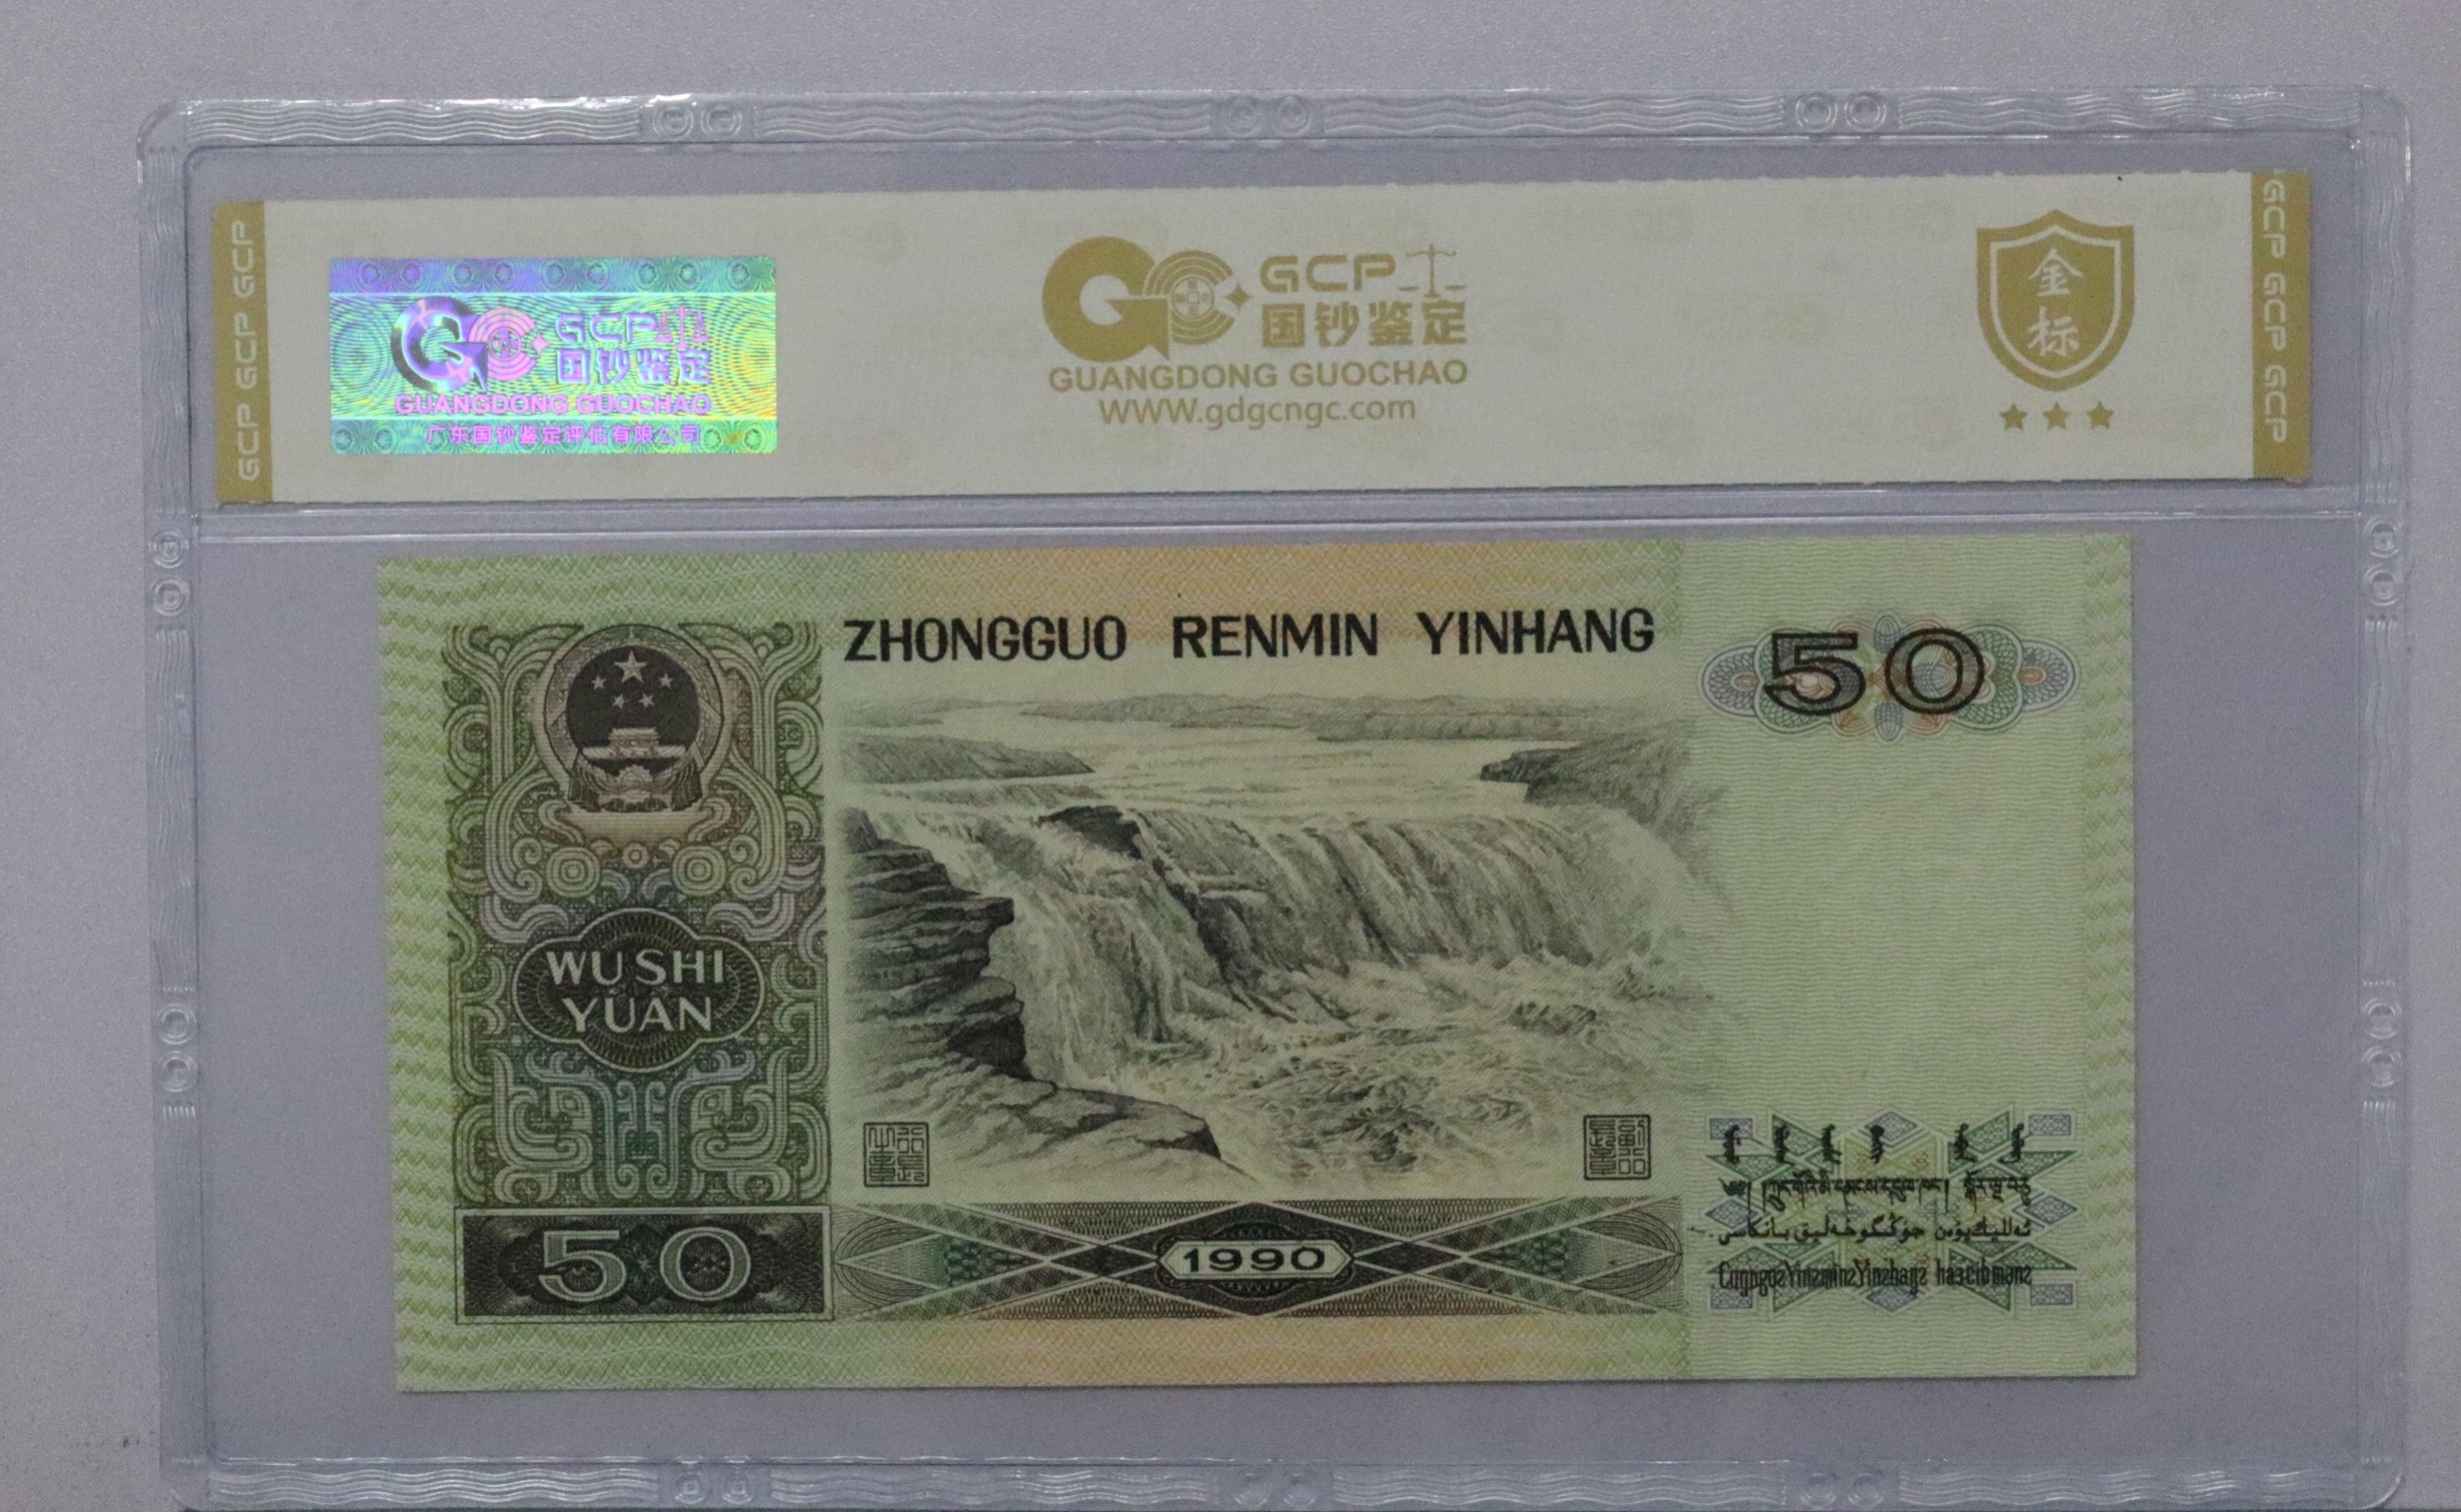 GCP GCP GCP
GCP
国钞鉴定
GUANGDONG GUOCHAO
广东国钞鉴定评估有限公司
GCP
国钞鉴定
GUANGDONG GUOCHAO
WWW.gdgcngc.com
金
标
GCP GCP GCP
ZHONGGUO RENMIN YINHANG
50
WU SHI
YUAN
50
1990